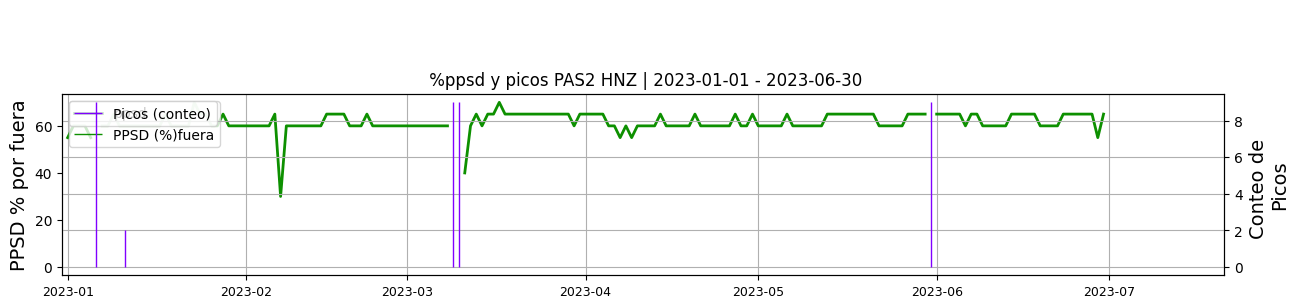 %ppsd y picos PAS2 HNZ | 2023-01-01 - 2023-06-30
PPSD % por fuera
60
40
20
0
Picos (conteo)
PPSD (%)fuera
8
6
4
2
0
Conteo de
Picos
2023-01
2023-02
2023-03
2023-04
2023-05
2023-06
2023-07